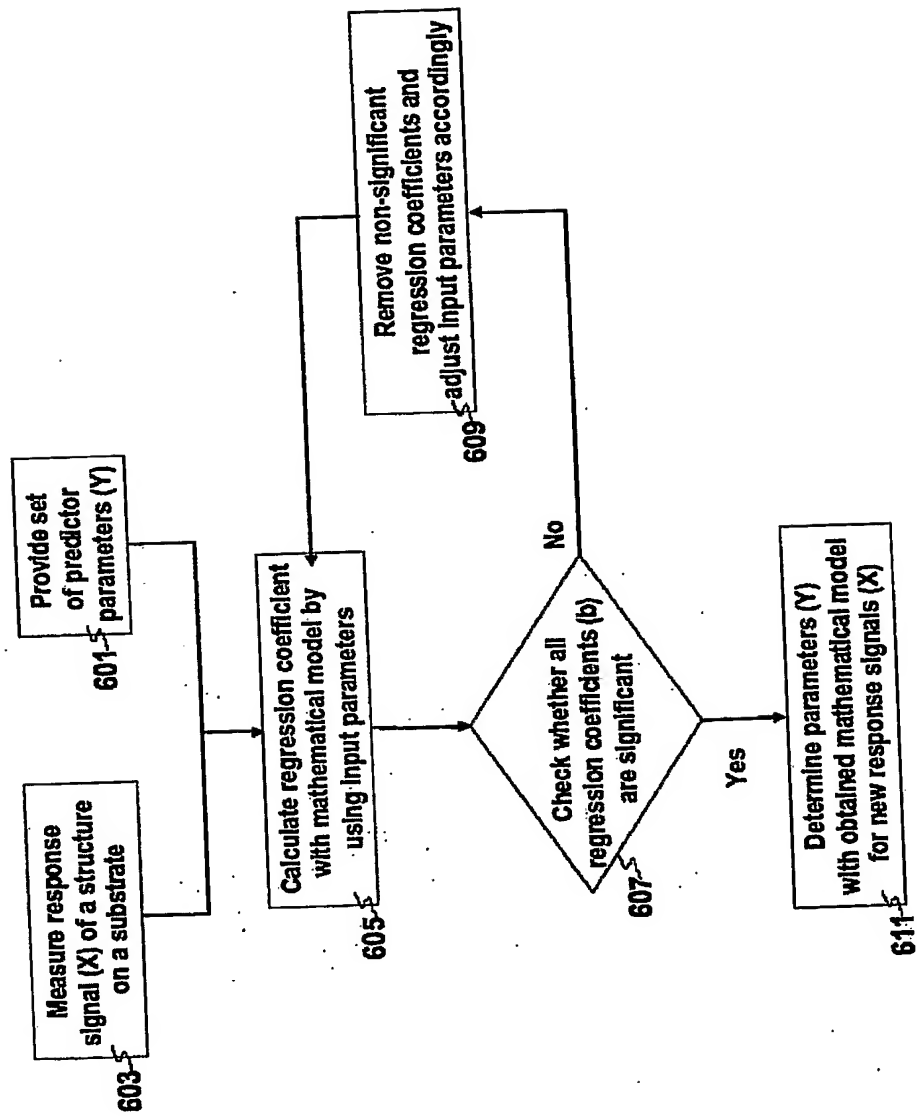 Measure response
signal (X) of a structure
on a substrate
603
Provide set
of predictor
parameters (Y)
601
Calculate regression coefficient
with mathematical model by
using input parameters
605
Remove non-significant
regression coefficients and
adjust input parameters accordingly
609
Check whether all
regression coefficients (b)
are significant
607
No
Yes
Determine parameters (Y)
with obtained mathematical model
for new response signals (X)
611